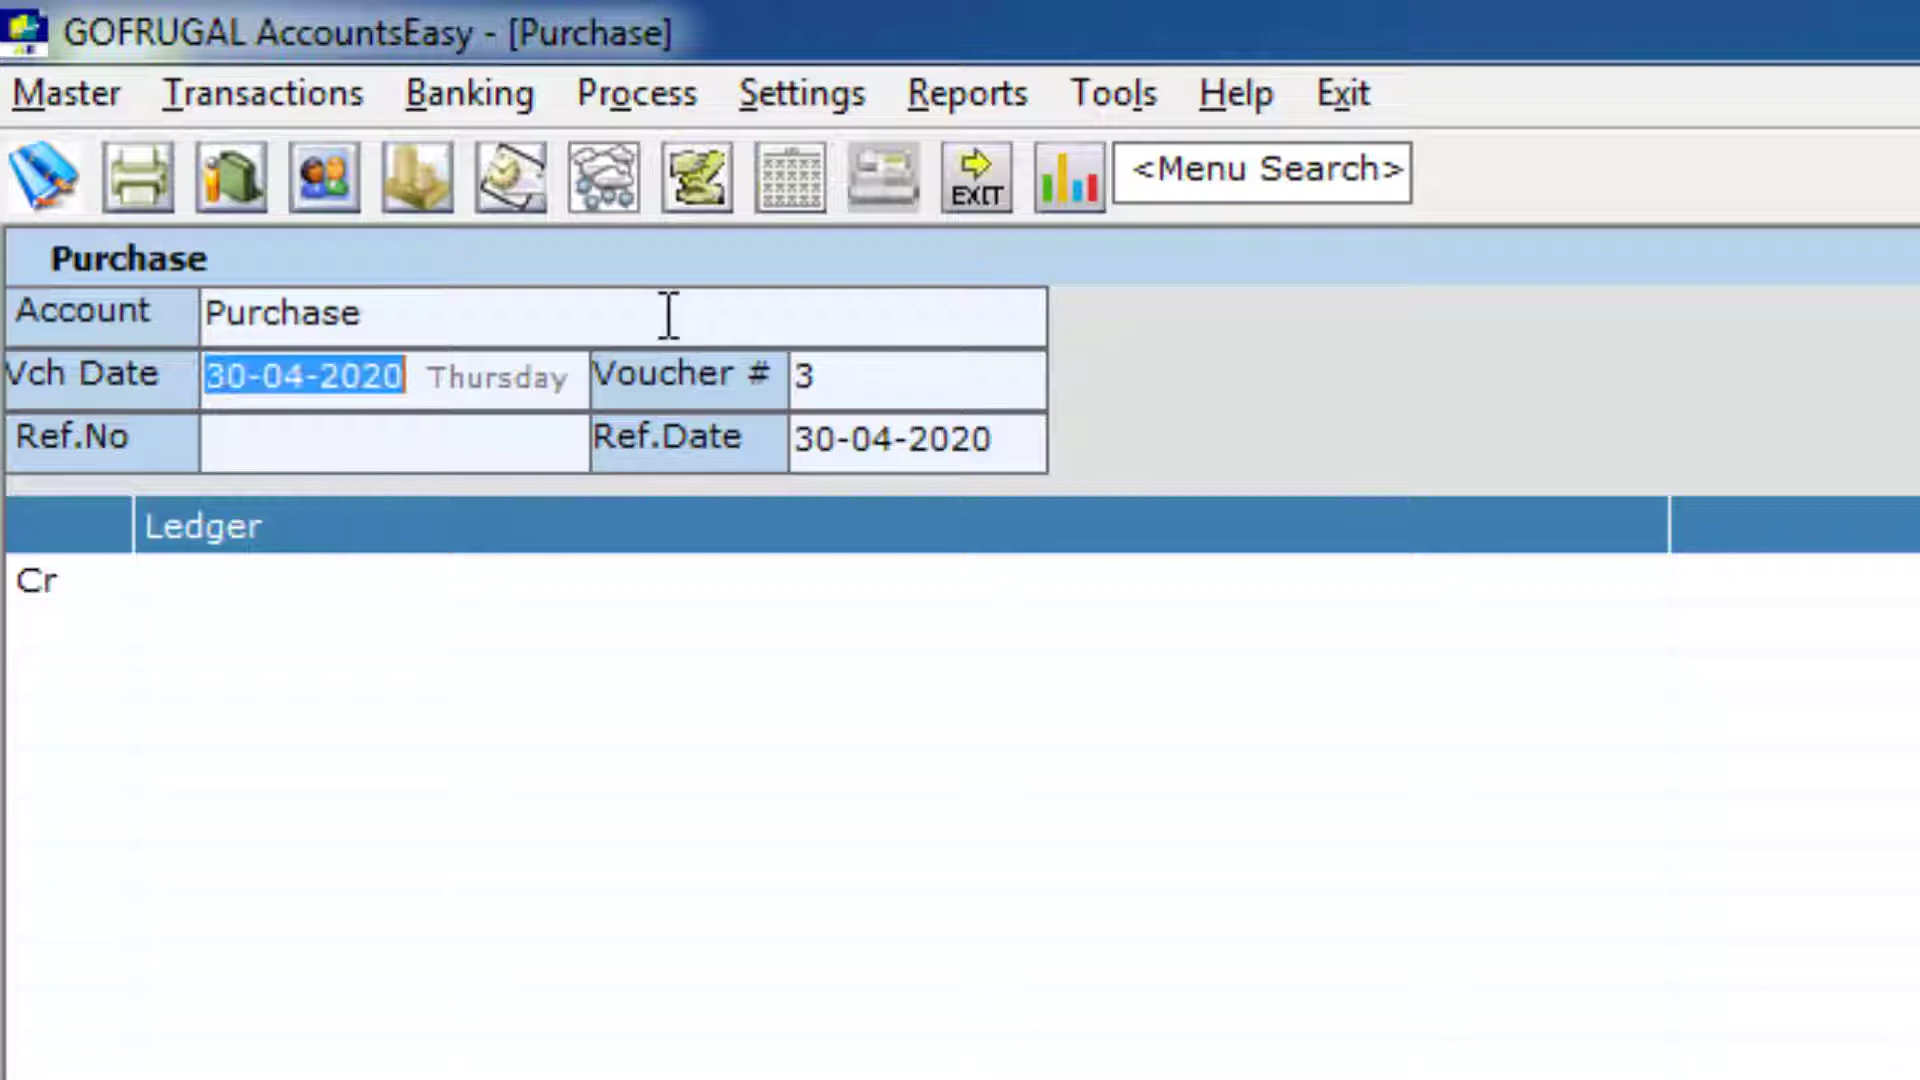 GOFRUGAL AccountsEasy - [Purchase]
Master Transactions Banking Process Settings Reports Tools Help Exit
EXIT <Menu Search>
Purchase
Account Purchase
Vch Date 30-04-2020 Thursday Voucher # 3
Ref.No Ref.Date 30-04-2020
Ledger
Cr